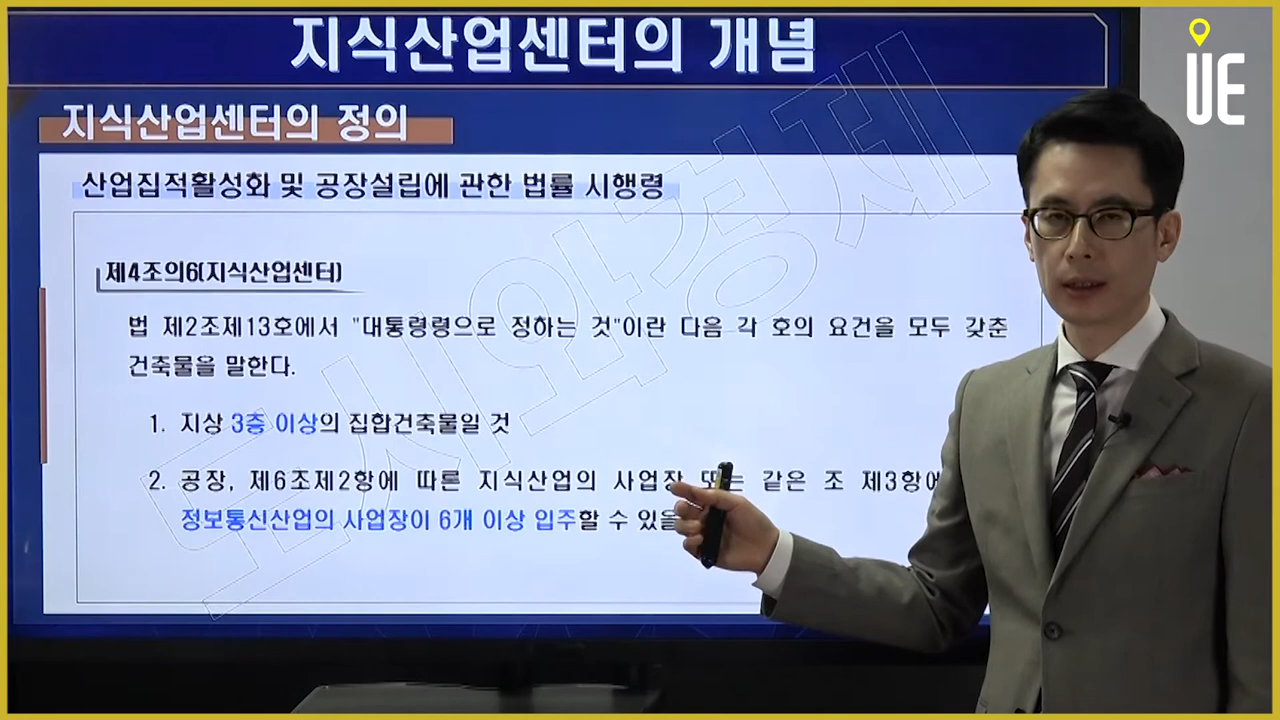 지식산업센터의 개념
UE
지식산업센터의 정의
산업집적활성화 및 공장설립에 관한 법률 시행령
제4조의6(지식산업센터)
법 제2조제13호에서 "대통령령으로 정하는 것"이란 다음 각 호의 요건을 모두 갖춘
건축물을 말한다.
1. 지상 3층 이상의 집합건축물일 것
2. 공장, 제6조제2항에 따른 지식산업의 사업장 또는 같은 조 제3항에
정보통신산업의 사업장이 6개 이상 입주할 수 있을
도시와경제